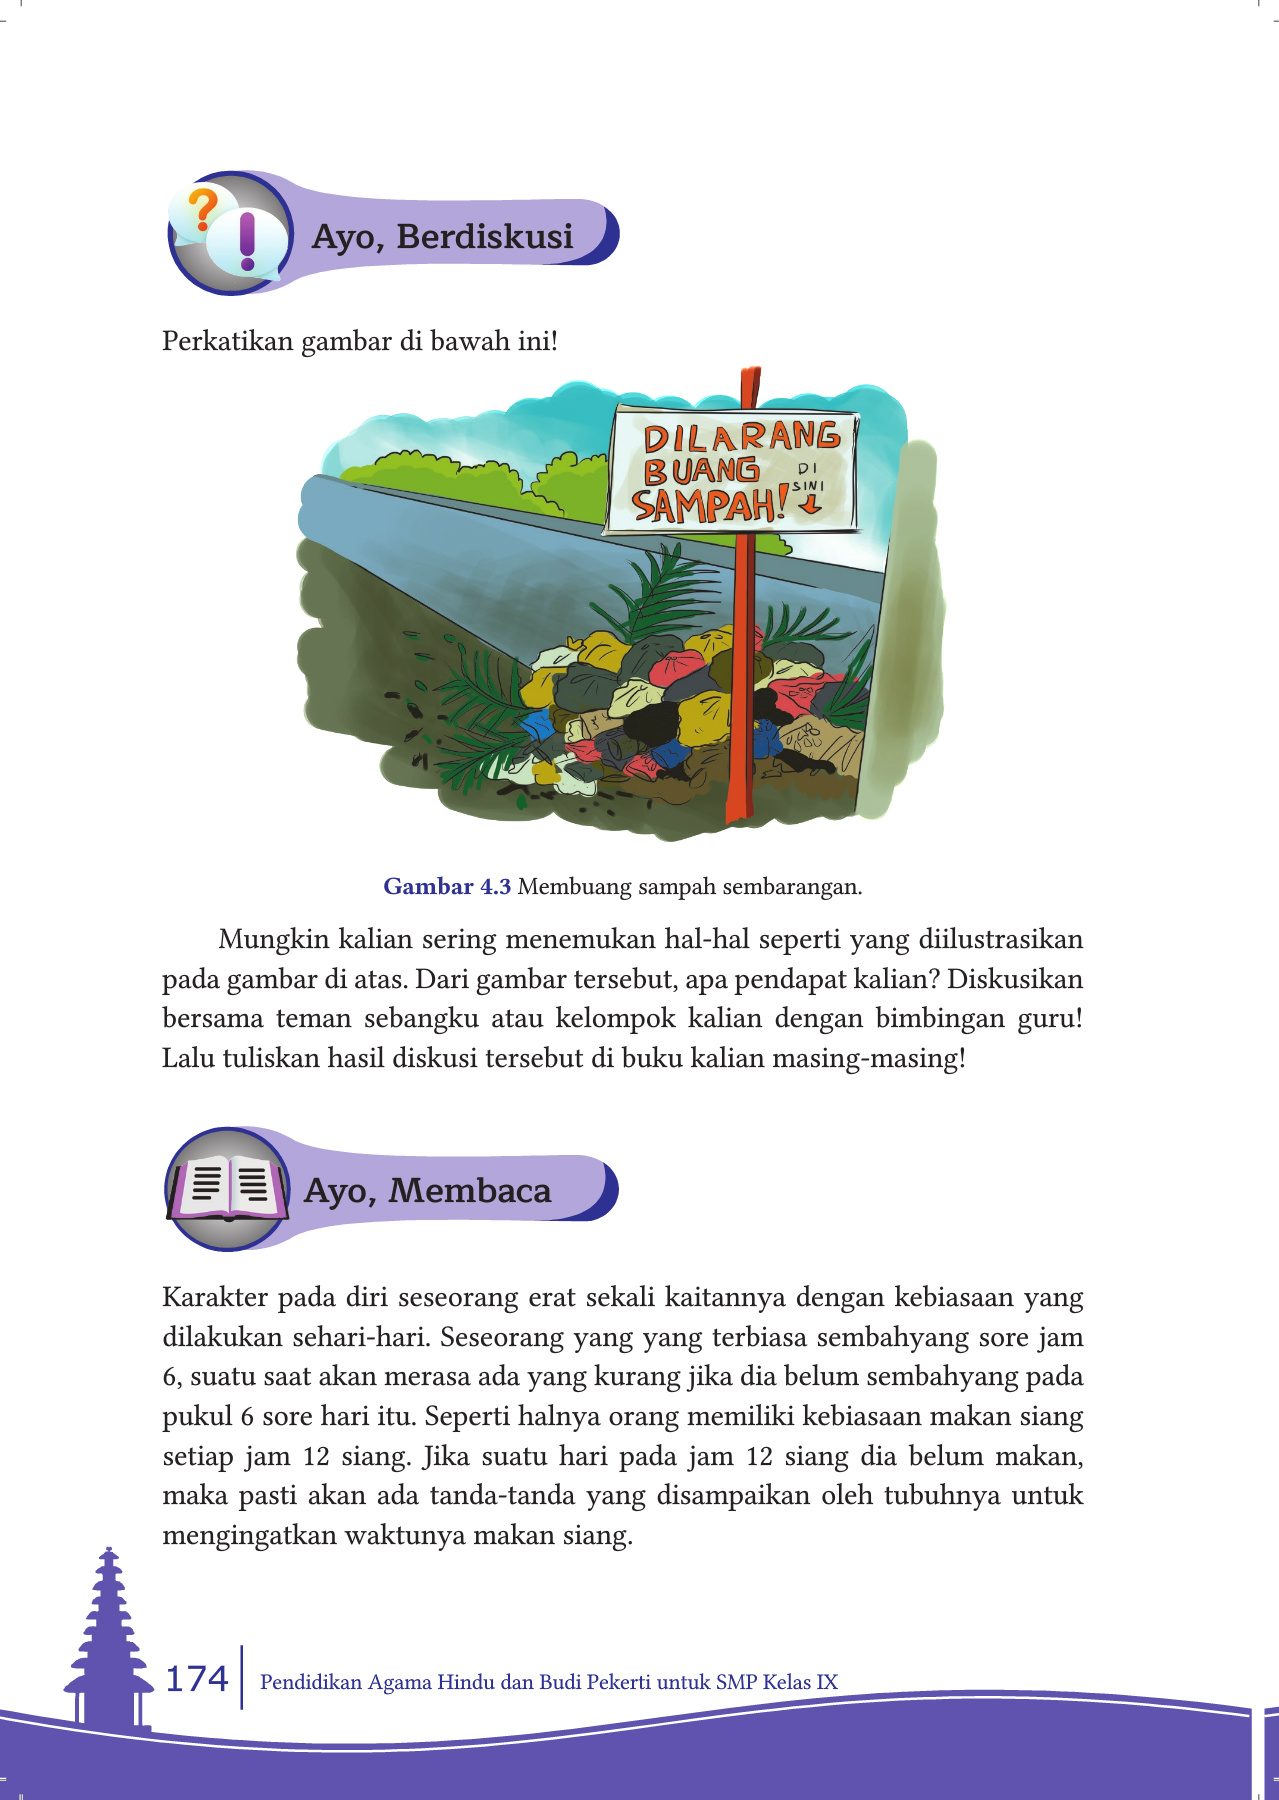 Ayo, Berdiskusi
Perkatikan gambar di bawah ini!
DILARANG
BUANG DI
SINI
SAMPAH!
Gambar 4.3 Membuang sampah sembarangan.
Mungkin kalian sering menemukan hal-hal seperti yang diilustrasikan
pada gambar di atas. Dari gambar tersebut, apa pendapat kalian? Diskusikan
bersama teman sebangku atau kelompok kalian dengan bimbingan guru!
Lalu tuliskan hasil diskusi tersebut di buku kalian masing-masing!
Ayo, Membaca
Karakter pada diri seseorang erat sekali kaitannya dengan kebiasaan yang
dilakukan sehari-hari. Seseorang yang yang terbiasa sembahyang sore jam
6, suatu saat akan merasa ada yang kurang jika dia belum sembahyang pada
pukul 6 sore hari itu. Seperti halnya orang memiliki kebiasaan makan siang
setiap jam 12 siang. Jika suatu hari pada jam 12 siang dia belum makan,
maka pasti akan ada tanda-tanda yang disampaikan oleh tubuhnya untuk
mengingatkan waktunya makan siang.
174 Pendidikan Agama Hindu dan Budi Pekerti untuk SMP Kelas IX